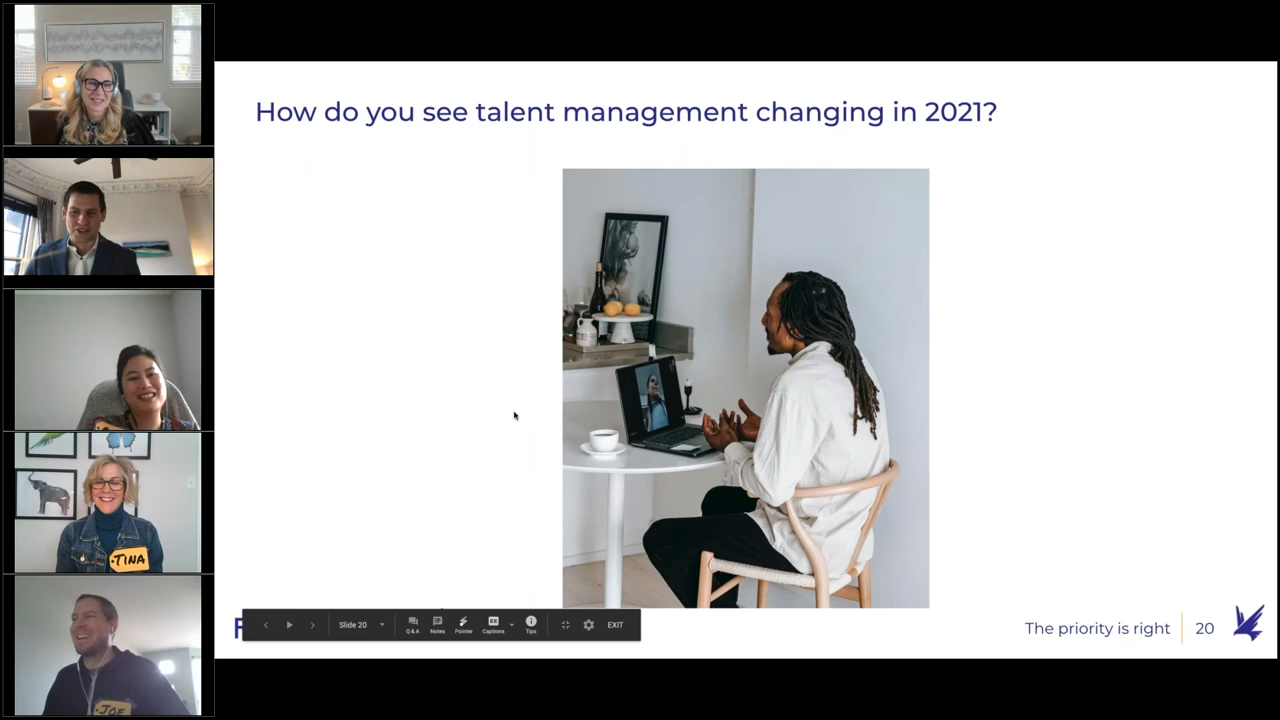 How do you see talent management changing in 2021?
TINA
JOE
F
Slide 20
Q & A
Notes
Pointer
CC
Captions
Tips
EXIT
The priority is right
20